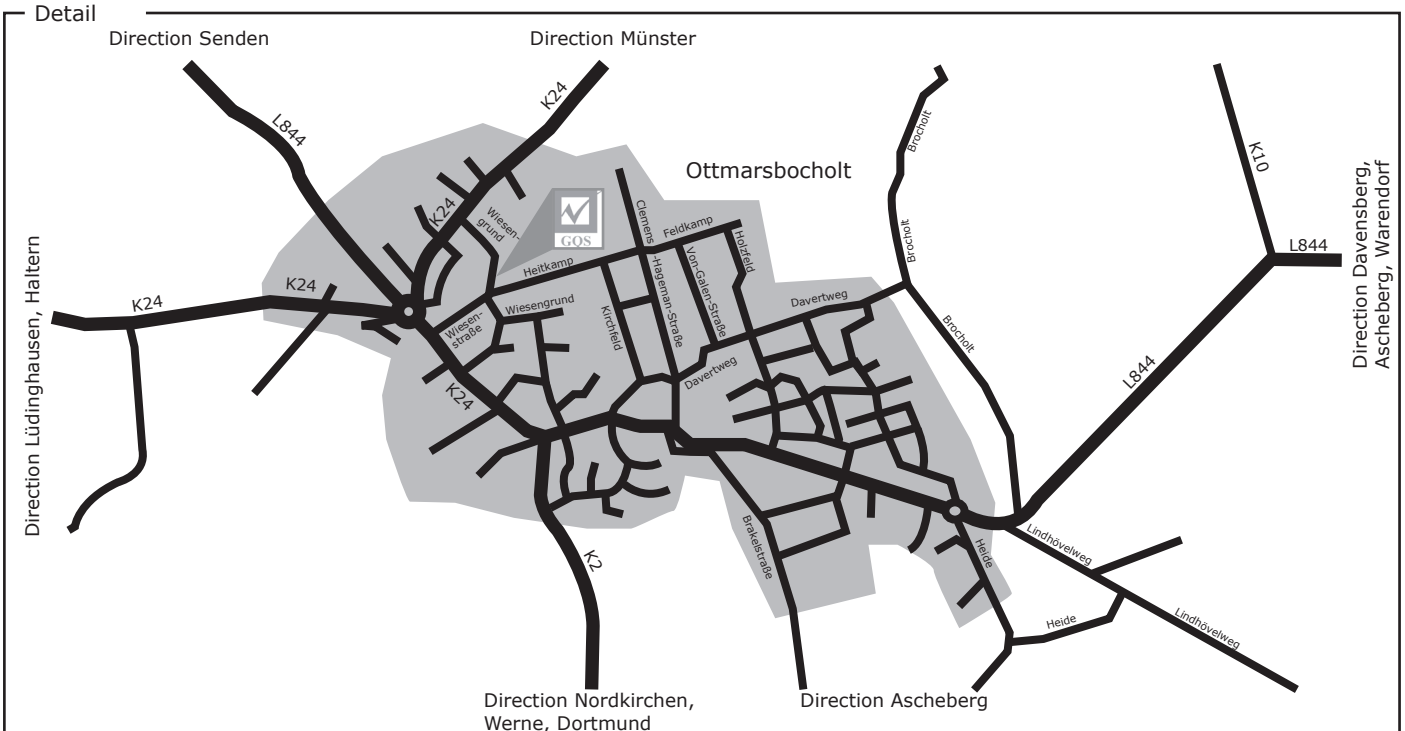 Detail
Direction Senden
Direction Münster
K24
L844
Ottmarsbocholt
Brocholt
K10
Direction Davensberg,
Ascheberg, Warendorf
K24
Wiesen-
grund
GQS
Clemens-Hageman-Straße
Feldkamp
Holzfeld
Von-Galen-Straße
Brocholt
L844
Direction Lüdinghausen, Haltern
K24
K24
Heitkamp
Wiesengrund
Wiesen-
straße
Kirchfeld
Davertweg
Davertweg
Brocholt
L844
K24
K2
Brakelstraße
Heide
Lindhövelweg
Heide
Lindhövelweg
Direction Nordkirchen,
Werne, Dortmund
Direction Ascheberg